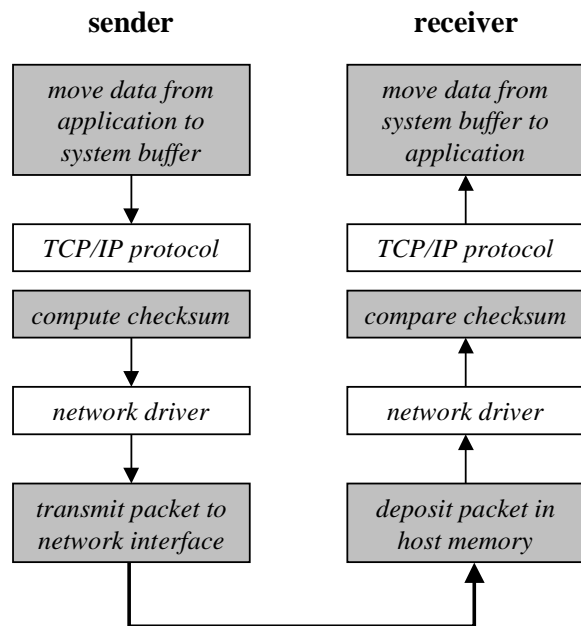 sender
move data from
application to
system buffer
TCP/IP protocol
compute checksum
network driver
transmit packet to
network interface
receiver
move data from
system buffer to
application
TCP/IP protocol
compare checksum
network driver
deposit packet in
host memory